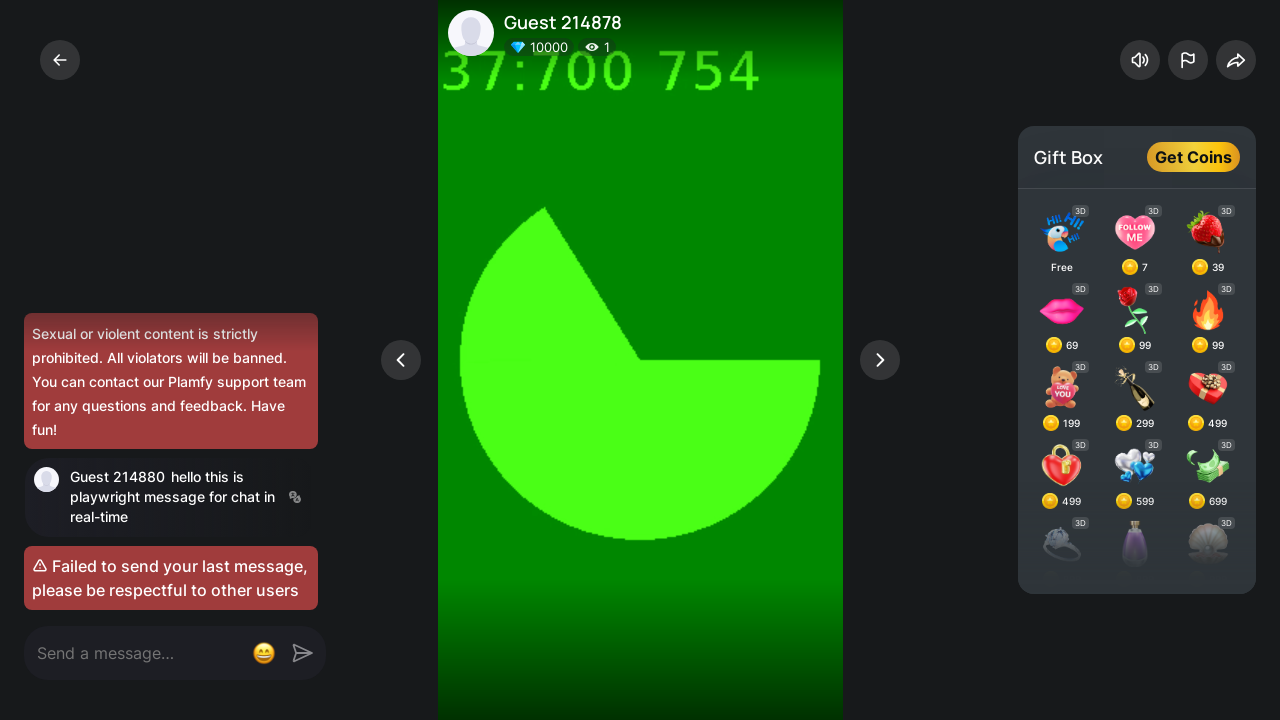 Guest 214878
10000 1
37:700 754
Gift Box
Get Coins
3D 3D 3D
Hi! Hi! Hi!
FOLLOW
ME
Free 7 39
3D 3D 3D
69 99 99
3D 3D 3D
LOVE
YOU
199 299 499
3D 3D 3D
499 599 699
3D 3D
Sexual or violent content is strictly
prohibited. All violators will be banned.
You can contact our Plamfy support team
for any questions and feedback. Have
fun!
Guest 214880 hello this is
playwright message for chat in
real-time
Failed to send your last message,
please be respectful to other users
Send a message...